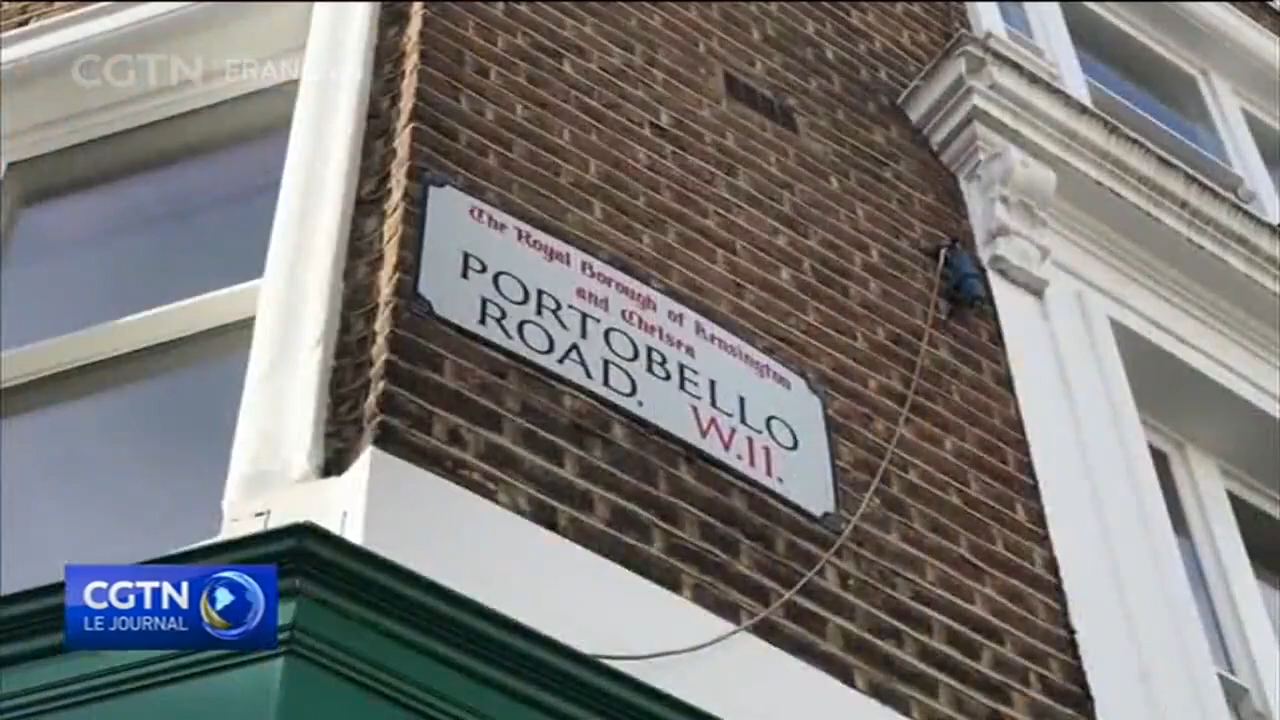 CGTN FRANÇAIS
The Royal Borough of Kensington
and Chelsea
PORTOBELLO
ROAD.
W.11.
CGTN
LE JOURNAL